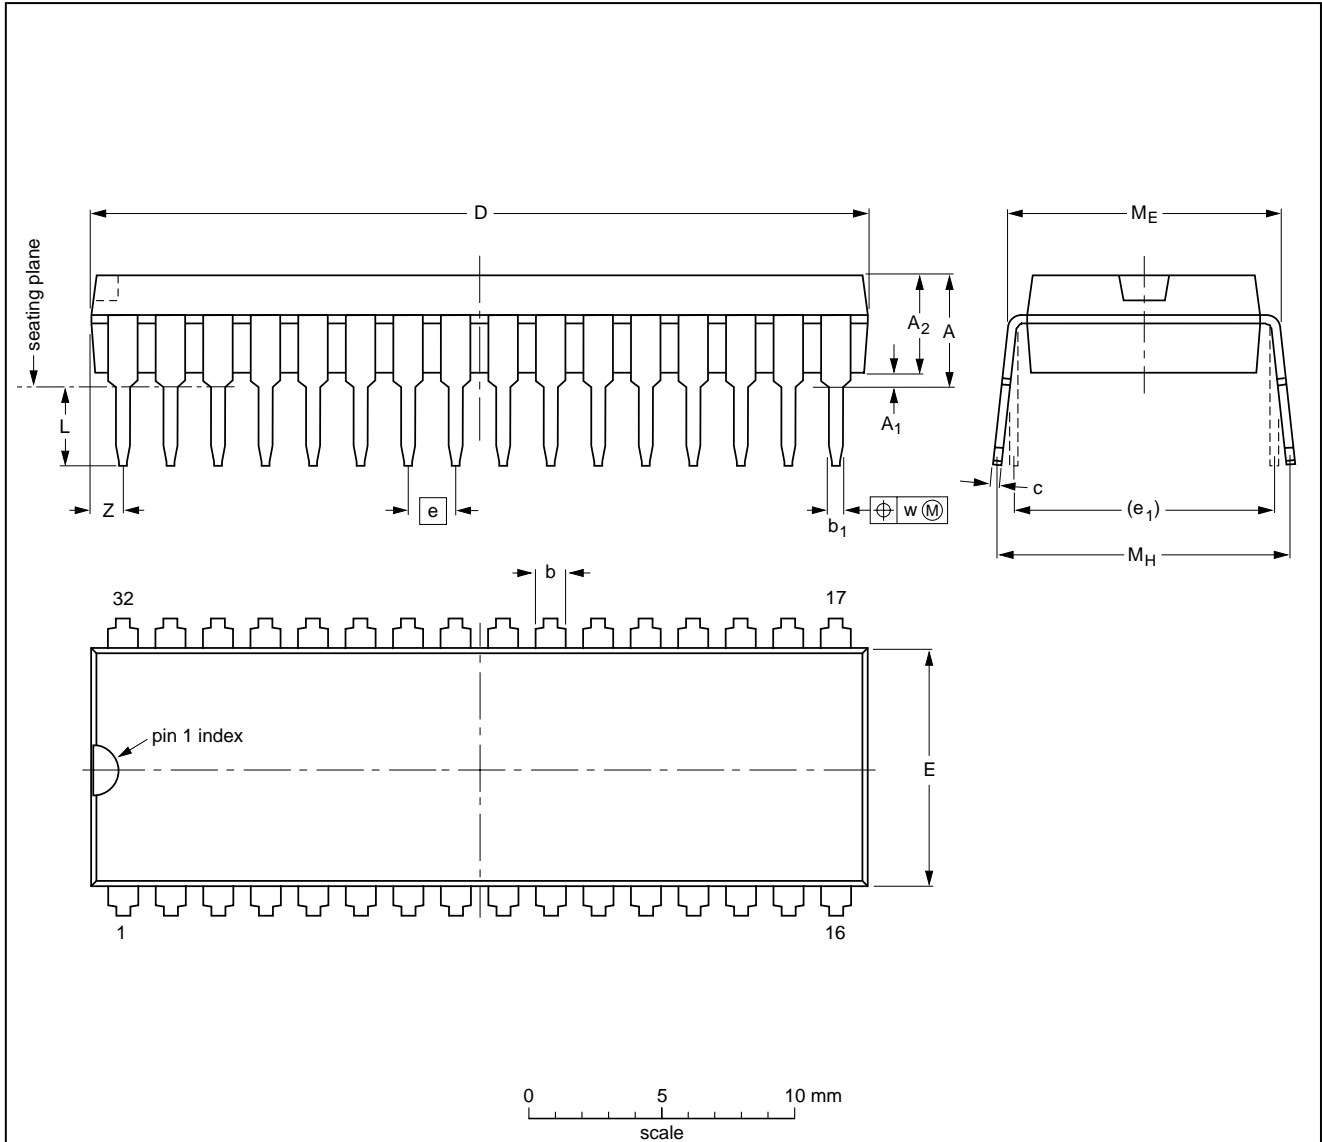 D
M_E
seating plane
A_2
A
L
A_1
Z
e
b_1
w Ⓜ
c
(e_1)
M_H
b
32
17
pin 1 index
E
1
16
0
5
10 mm
scale